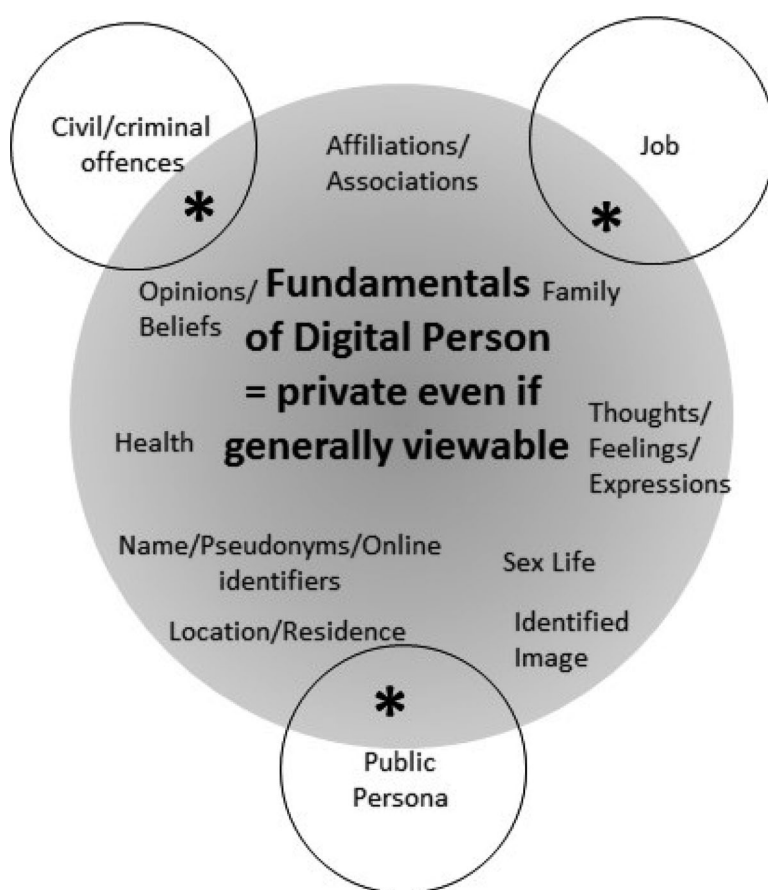 Civil/criminal
offences
Affiliations/
Associations
Job
*
*
Opinions/
Beliefs
Fundamentals
of Digital Person
= private even if
generally viewable
Family
Health
Thoughts/
Feelings/
Expressions
Name/Pseudonyms/Online
identifiers
Sex Life
Location/Residence
Identified
Image
*
Public
Persona